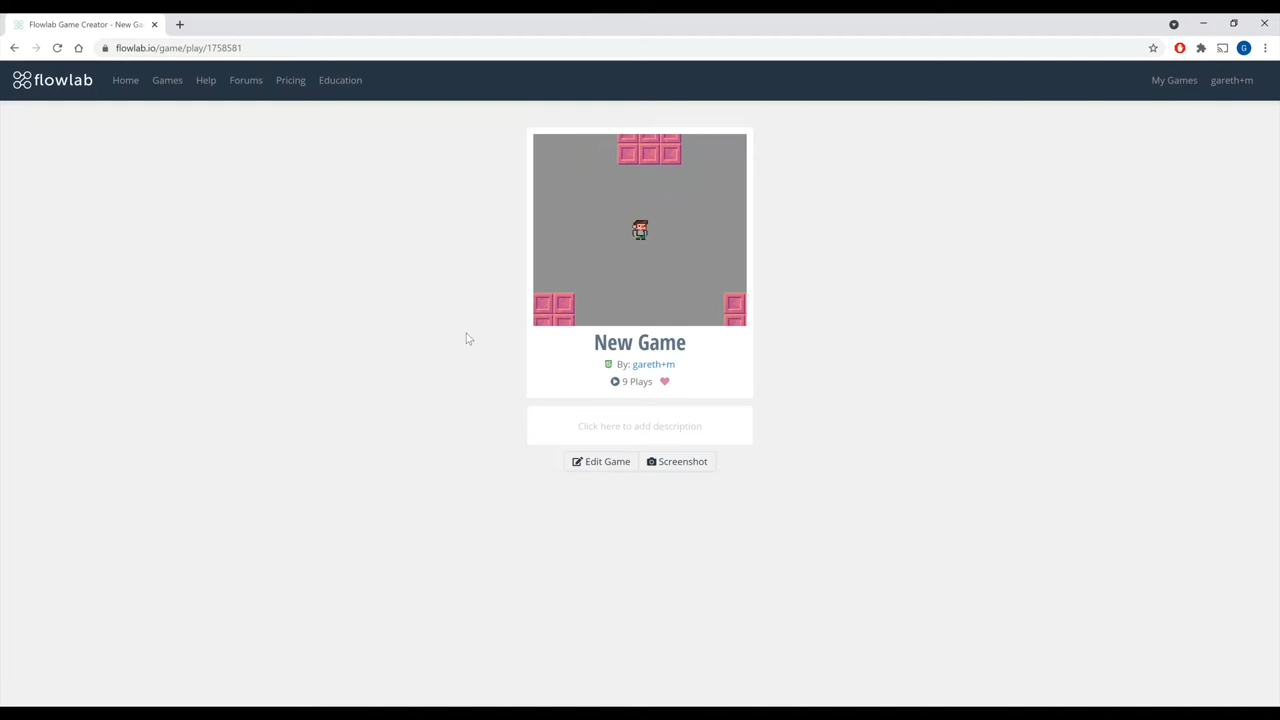 Flowlab Game Creator - New Ga
flowlab.io/game/play/1758581
G
flowlab Home Games Help Forums Pricing Education My Games gareth+m
New Game
By: gareth+m
9 Plays
Click here to add description
Edit Game Screenshot